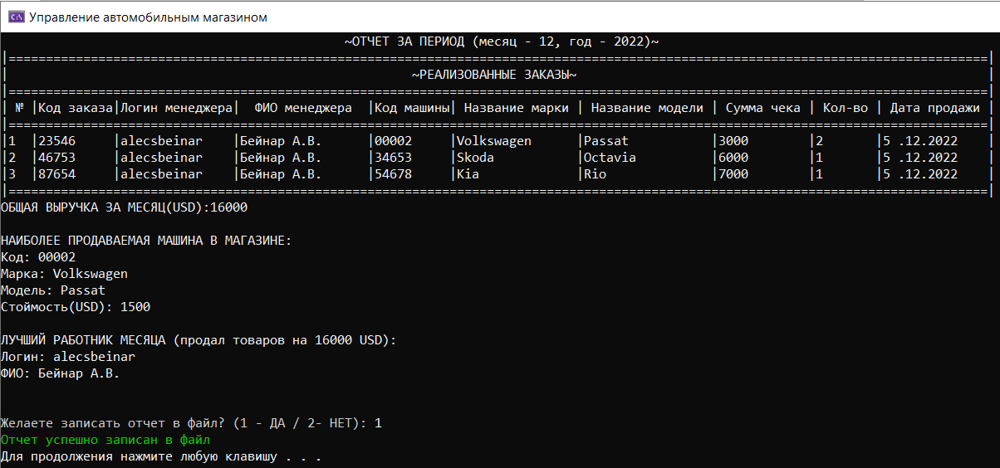 Управление автомобильным магазином
~ОТЧЕТ ЗА ПЕРИОД (месяц - 12, год - 2022)~
|===================================================================================================================================|
| ~РЕАЛИЗОВАННЫЕ ЗАКАЗЫ~ |
|===================================================================================================================================|
| № |Код заказа|Логин менеджера| ФИО менеджера |Код машины| Название марки | Название модели | Сумма чека | Кол-во | Дата продажи |
|===================================================================================================================================|
|1 |23546 |alecsbeinar |Бейнар А.В. |00002 |Volkswagen |Passat |3000 |2 |5 .12.2022 |
|2 |46753 |alecsbeinar |Бейнар А.В. |34653 |Skoda |Octavia |6000 |1 |5 .12.2022 |
|3 |87654 |alecsbeinar |Бейнар А.В. |54678 |Kia |Rio |7000 |1 |5 .12.2022 |
|===================================================================================================================================|
ОБЩАЯ ВЫРУЧКА ЗА МЕСЯЦ(USD):16000
НАИБОЛЕЕ ПРОДАВАЕМАЯ МАШИНА В МАГАЗИНЕ:
Код: 00002
Марка: Volkswagen
Модель: Passat
Стоймость(USD): 1500
ЛУЧШИЙ РАБОТНИК МЕСЯЦА (продал товаров на 16000 USD):
Логин: alecsbeinar
ФИО: Бейнар А.В.
Желаете записать отчет в файл? (1 - ДА / 2- НЕТ): 1
Отчет успешно записан в файл
Для продолжения нажмите любую клавишу . . .